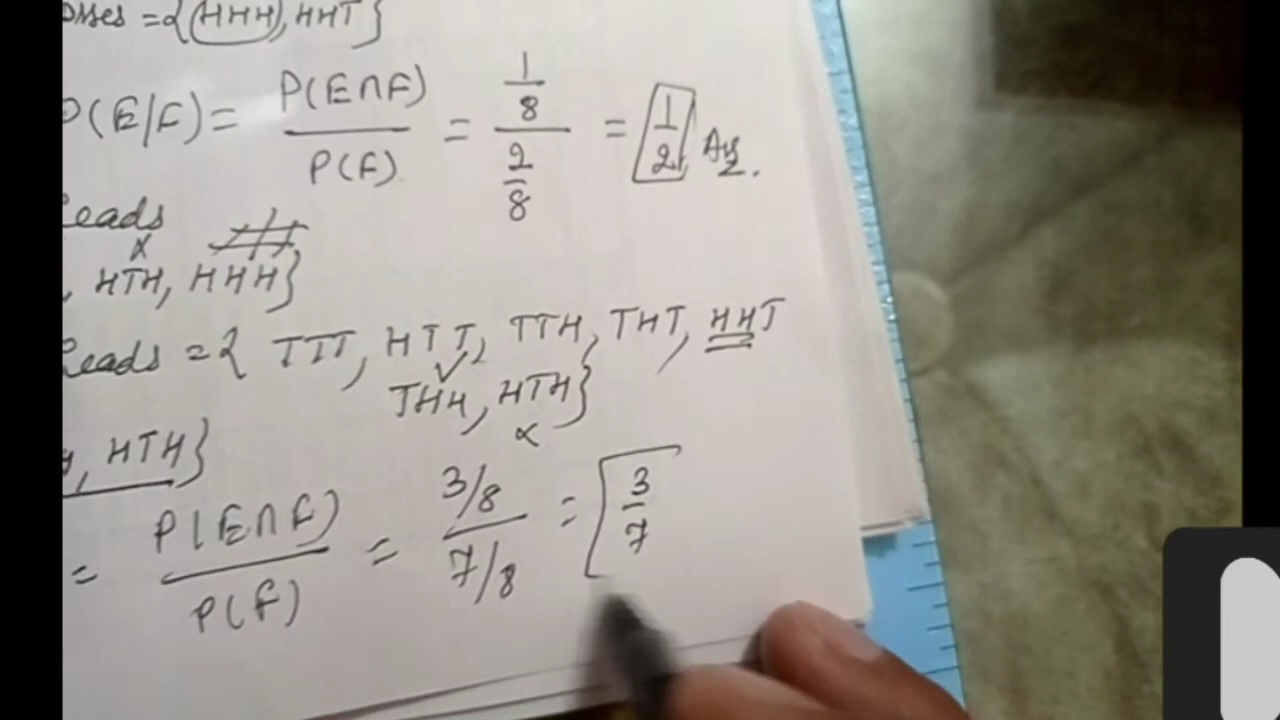 osses = { HHH, HHT }
P(E/F) = P(E∩F) / P(F) = 1/8 / 2/8 = 1/2 Ans.
eads
, HTH, HHH}
eads = { TTT, HTT, TTH, THT, HHT
THH, HTH}
, HTH}
= P(E∩F) / P(F) = 3/8 / 7/8 = 3/7